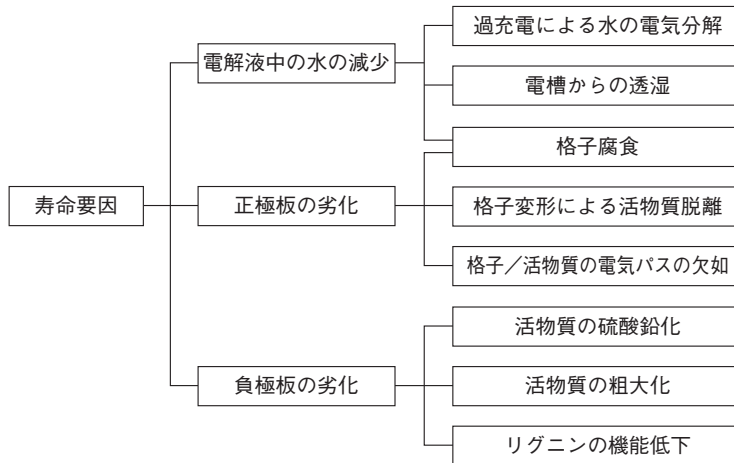 過充電による水の電気分解
電解液中の水の減少
電槽からの透湿
格子腐食
寿命要因
正極板の劣化
格子変形による活物質脱離
格子／活物質の電気パスの欠如
活物質の硫酸鉛化
負極板の劣化
活物質の粗大化
リグニンの機能低下